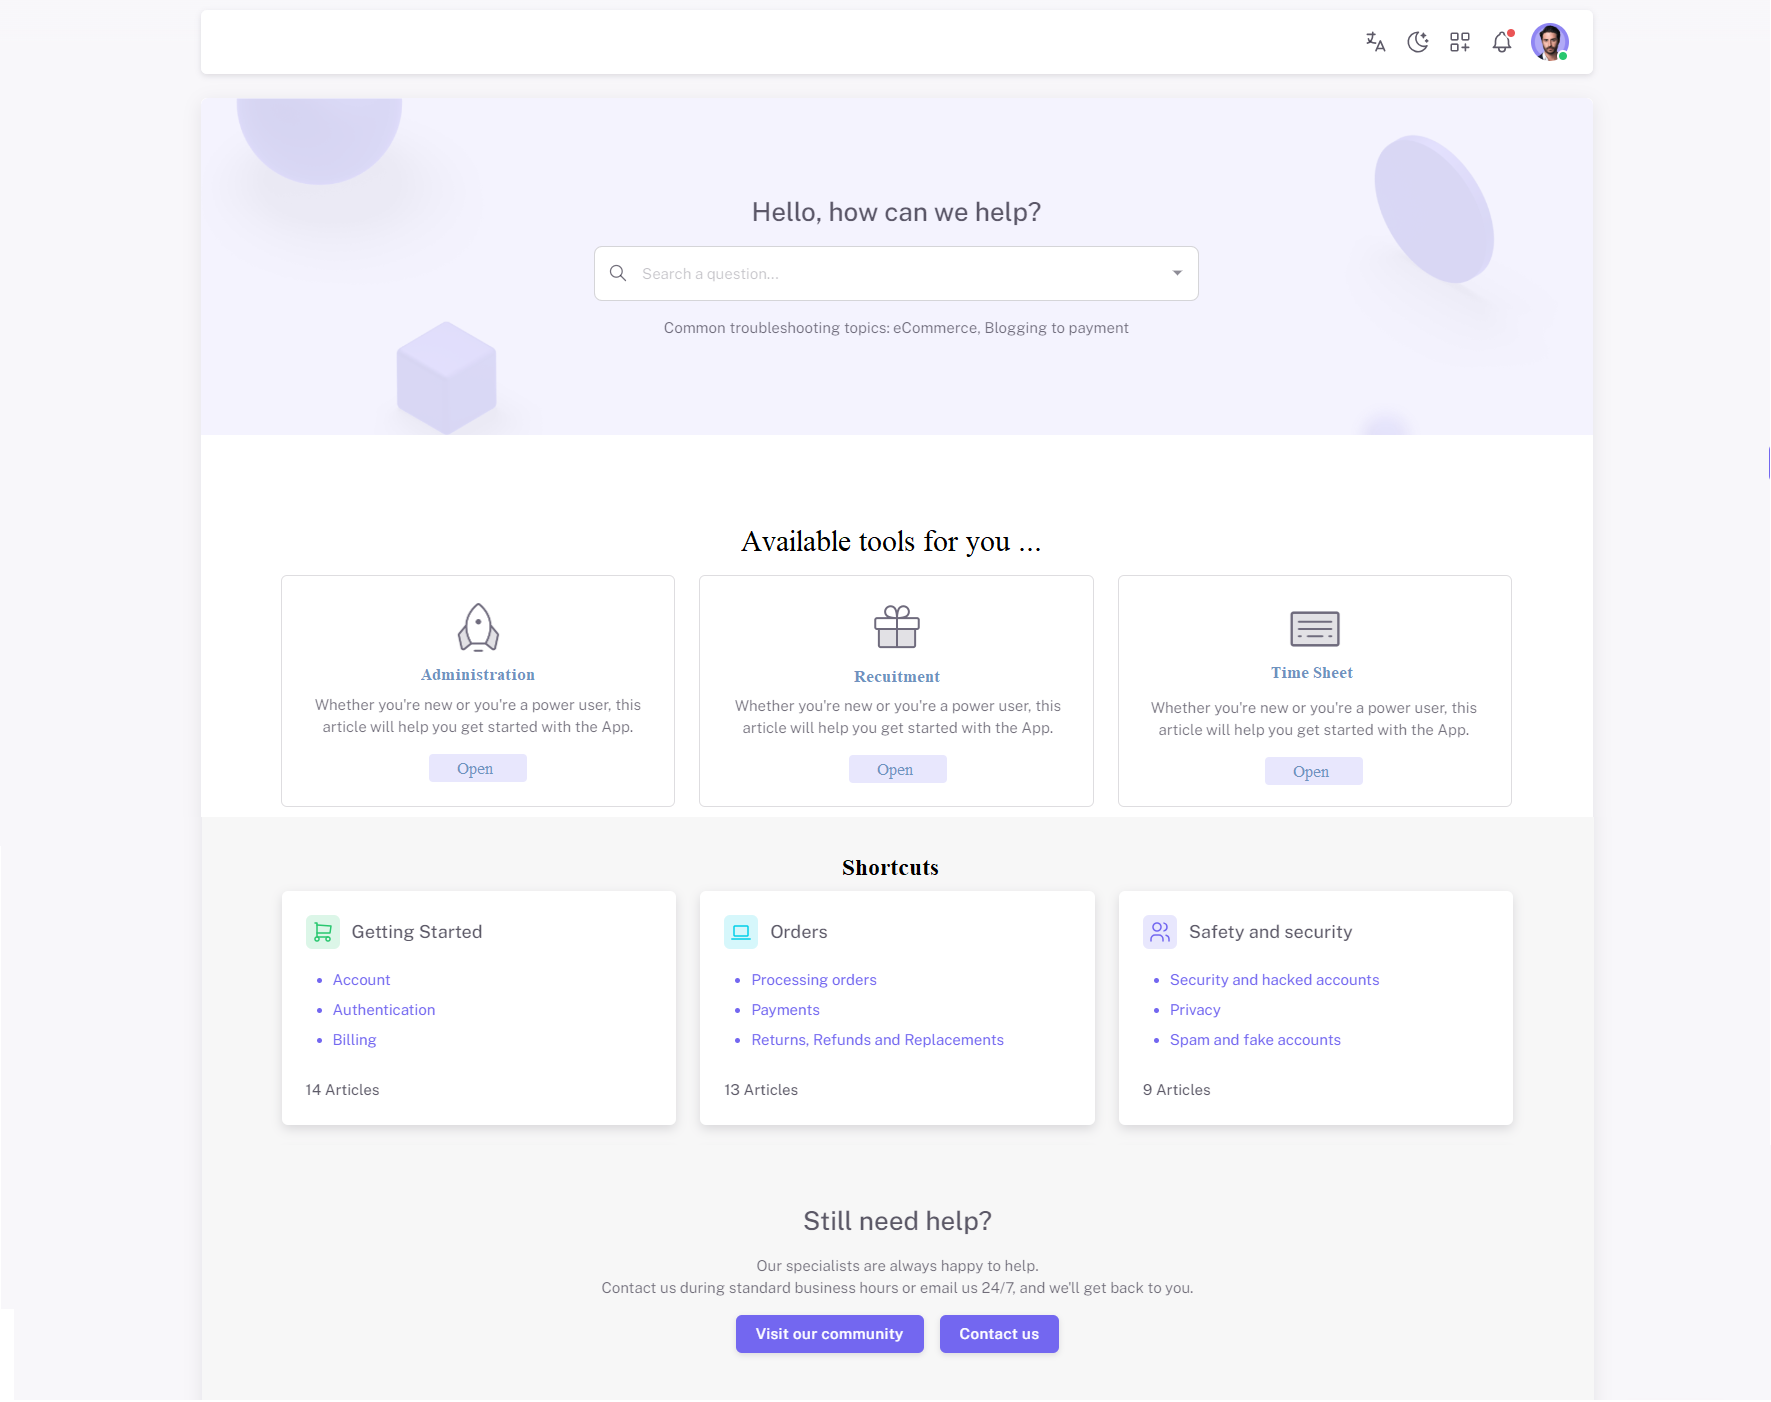 Hello, how can we help?
Search a question...
Common troubleshooting topics: eCommerce, Blogging to payment
Available tools for you ...
Administration
Whether you're new or you're a power user, this
article will help you get started with the App.
Open
Recuitment
Whether you're new or you're a power user, this
article will help you get started with the App.
Open
Time Sheet
Whether you're new or you're a power user, this
article will help you get started with the App.
Open
Shortcuts
Getting Started
Account
Authentication
Billing
14 Articles
Orders
Processing orders
Payments
Returns, Refunds and Replacements
13 Articles
Safety and security
Security and hacked accounts
Privacy
Spam and fake accounts
9 Articles
Still need help?
Our specialists are always happy to help.
Contact us during standard business hours or email us 24/7, and we'll get back to you.
Visit our community
Contact us